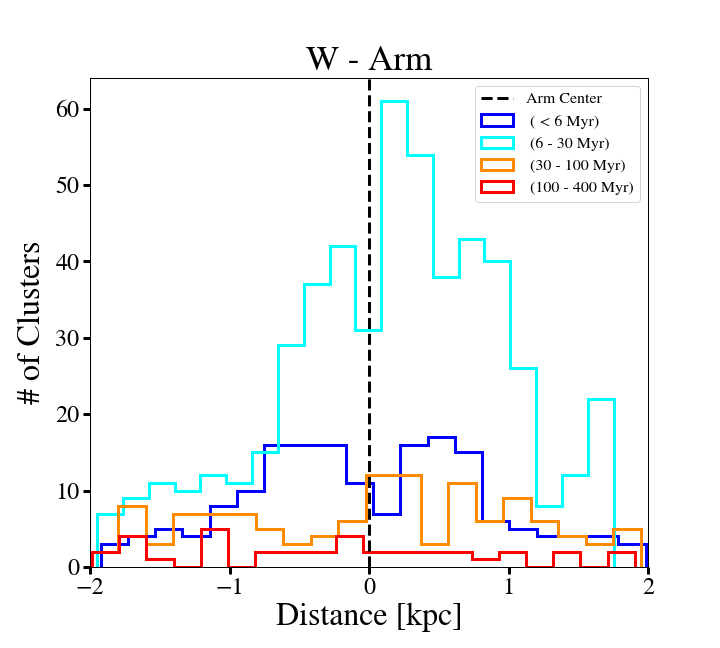 W - Arm
Arm Center
( < 6 Myr)
(6 - 30 Myr)
(30 - 100 Myr)
(100 - 400 Myr)
# of Clusters
60
50
40
30
20
10
0
−2
−1
0
1
2
Distance [kpc]